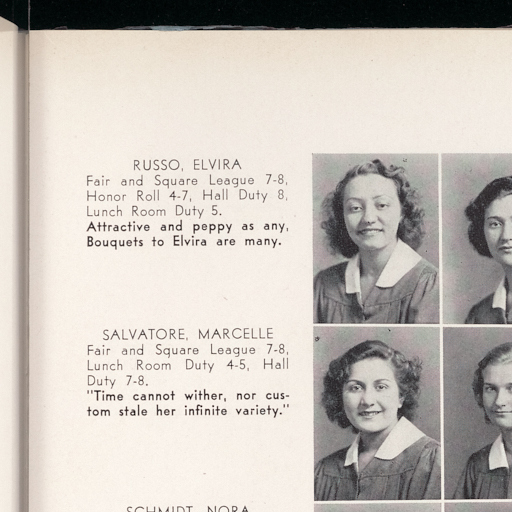 RUSSO, ELVIRA
Fair and Square League 7-8,
Honor Roll 4-7, Hall Duty 8,
Lunch Room Duty 5.
Attractive and peppy as any,
Bouquets to Elvira are many.
SALVATORE, MARCELLE
Fair and Square League 7-8,
Lunch Room Duty 4-5, Hall
Duty 7-8.
"Time cannot wither, nor cus-
tom stale her infinite variety."
SCHMIDT, NORA